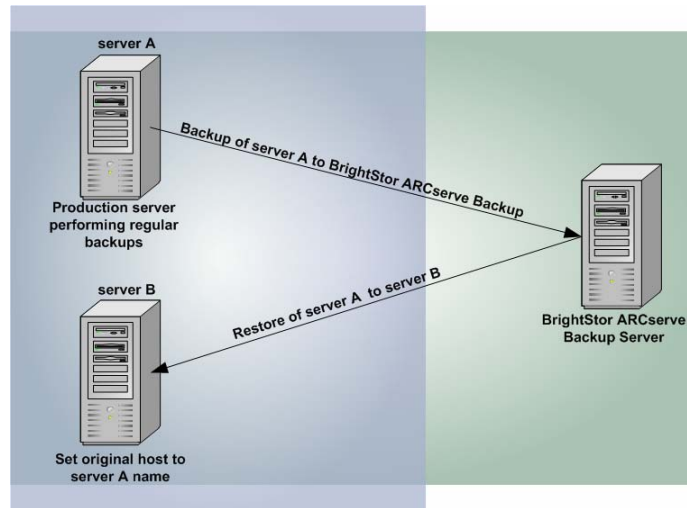 server A
Backup of server A to BrightStor ARCserve Backup
Production server
performing regular
backups
server B
Restore of server A to server B
BrightStor ARCserve
Backup Server
Set original host to
server A name